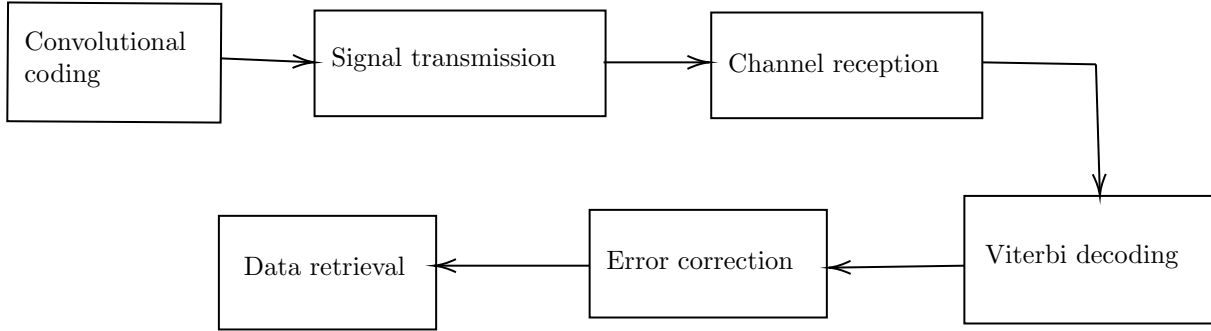 Convolutional
coding
Signal transmission
Channel reception
Viterbi decoding
Error correction
Data retrieval